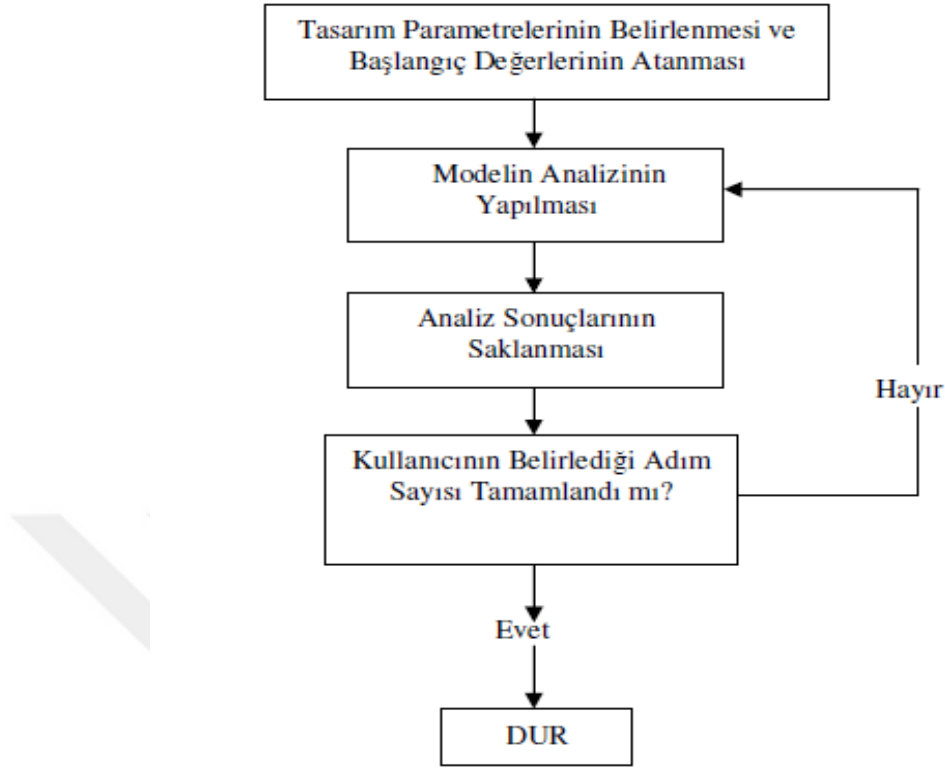 Tasarım Parametrelerinin Belirlenmesi ve
Başlangıç Değerlerinin Atanması
Modelin Analizinin
Yapılması
Analiz Sonuçlarının
Saklanması
Hayır
Kullanıcının Belirlediği Adım
Sayısı Tamamlandı mı?
Evet
DUR